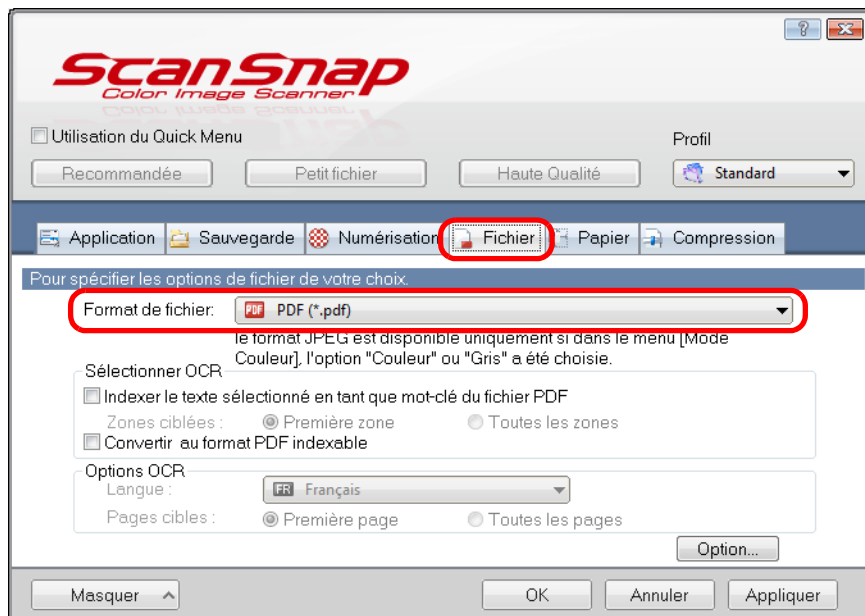 ScanSnap
Color Image Scanner
Utilisation du Quick Menu
Profil
Recommandée Petit fichier Haute Qualité Standard
Application Sauvegarde Numérisation Fichier Papier Compression
Pour spécifier les options de fichier de votre choix.
Format de fichier: PDF PDF (*.pdf)
le format JPEG est disponible uniquement si dans le menu [Mode
Couleur], l'option "Couleur" ou "Gris" a été choisie.
Sélectionner OCR
Indexer le texte sélectionné en tant que mot-clé du fichier PDF
Zones ciblées : Première zone Toutes les zones
Convertir au format PDF indexable
Options OCR
Langue : FR Français
Pages cibles : Première page Toutes les pages
Option...
Masquer OK Annuler Appliquer